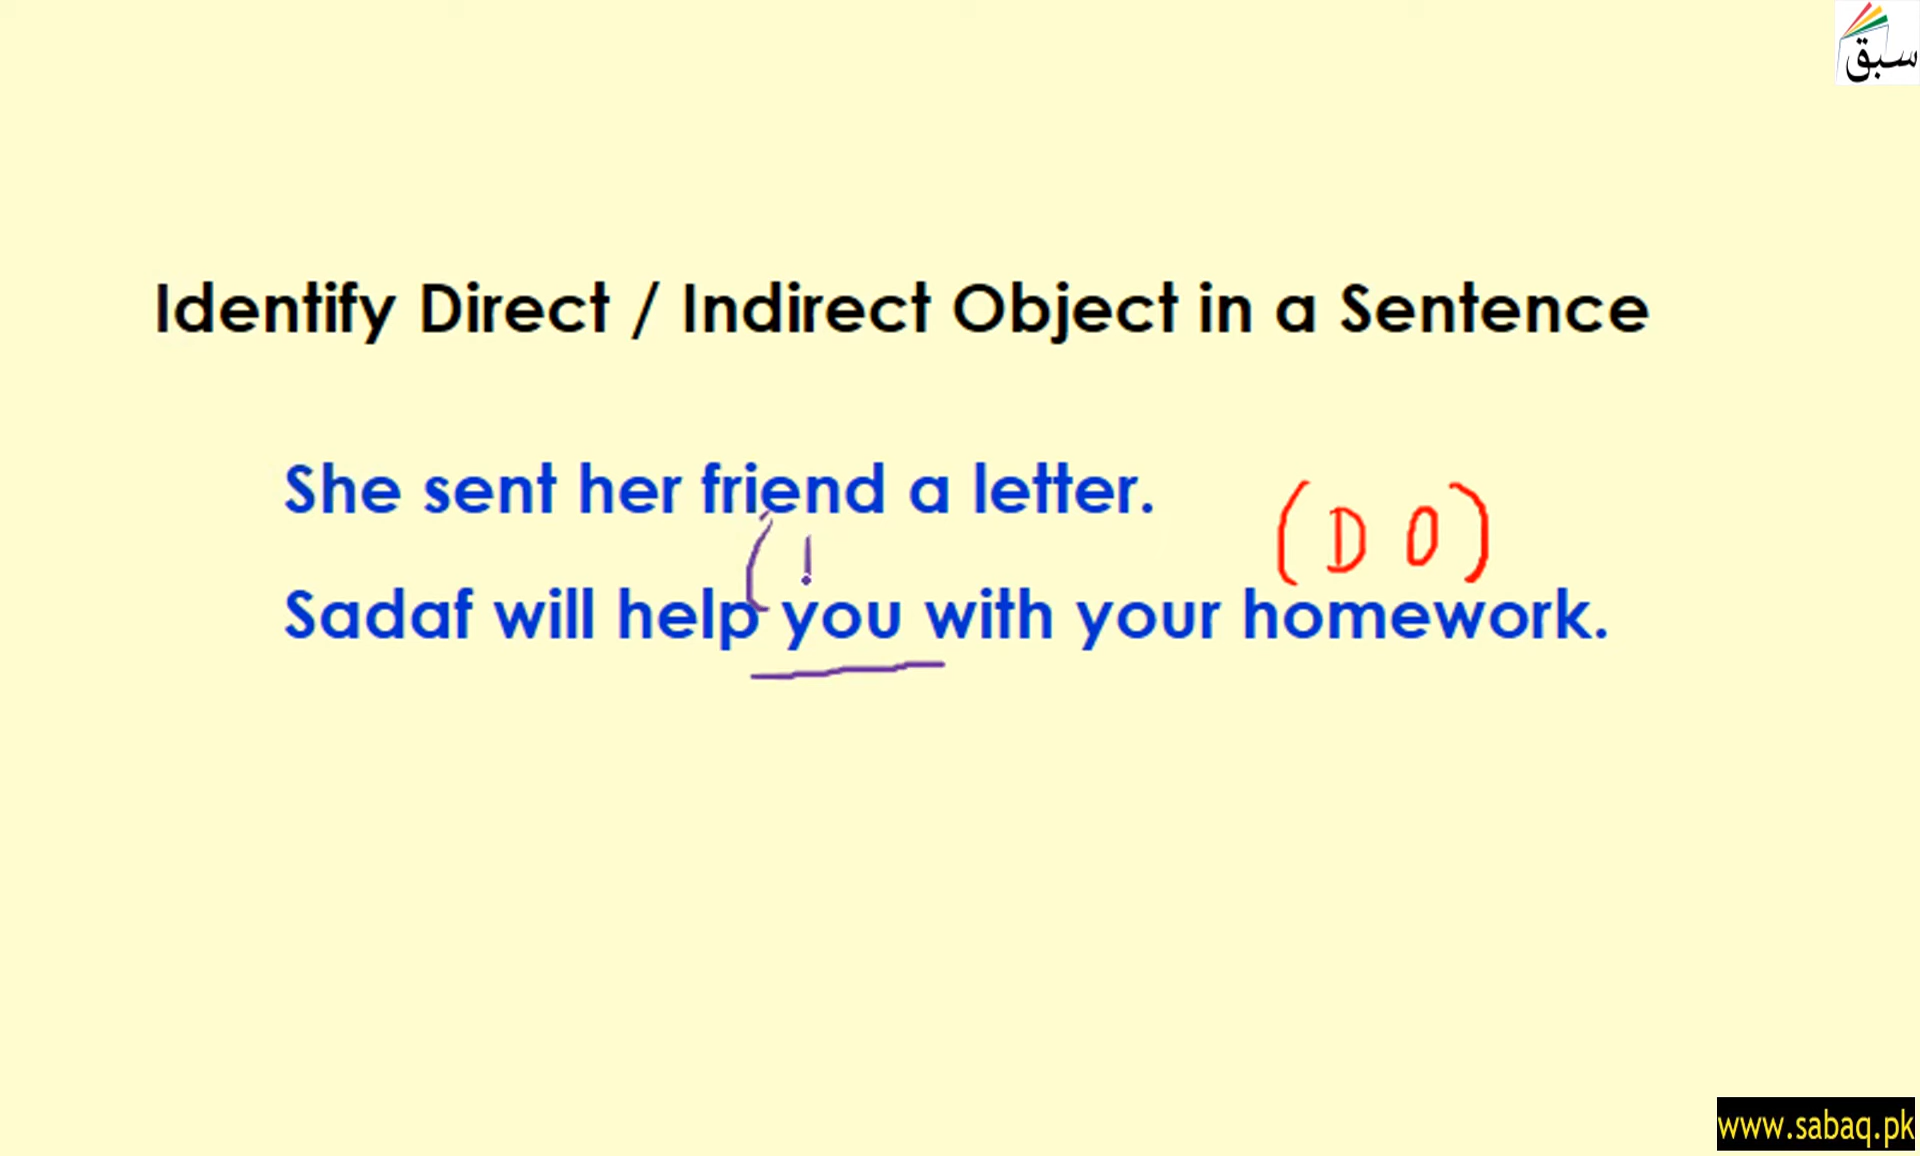 سبق
Identify Direct / Indirect Object in a Sentence
She sent her friend a letter.
( I
(D O)
Sadaf will help you with your homework.
www.sabaq.pk